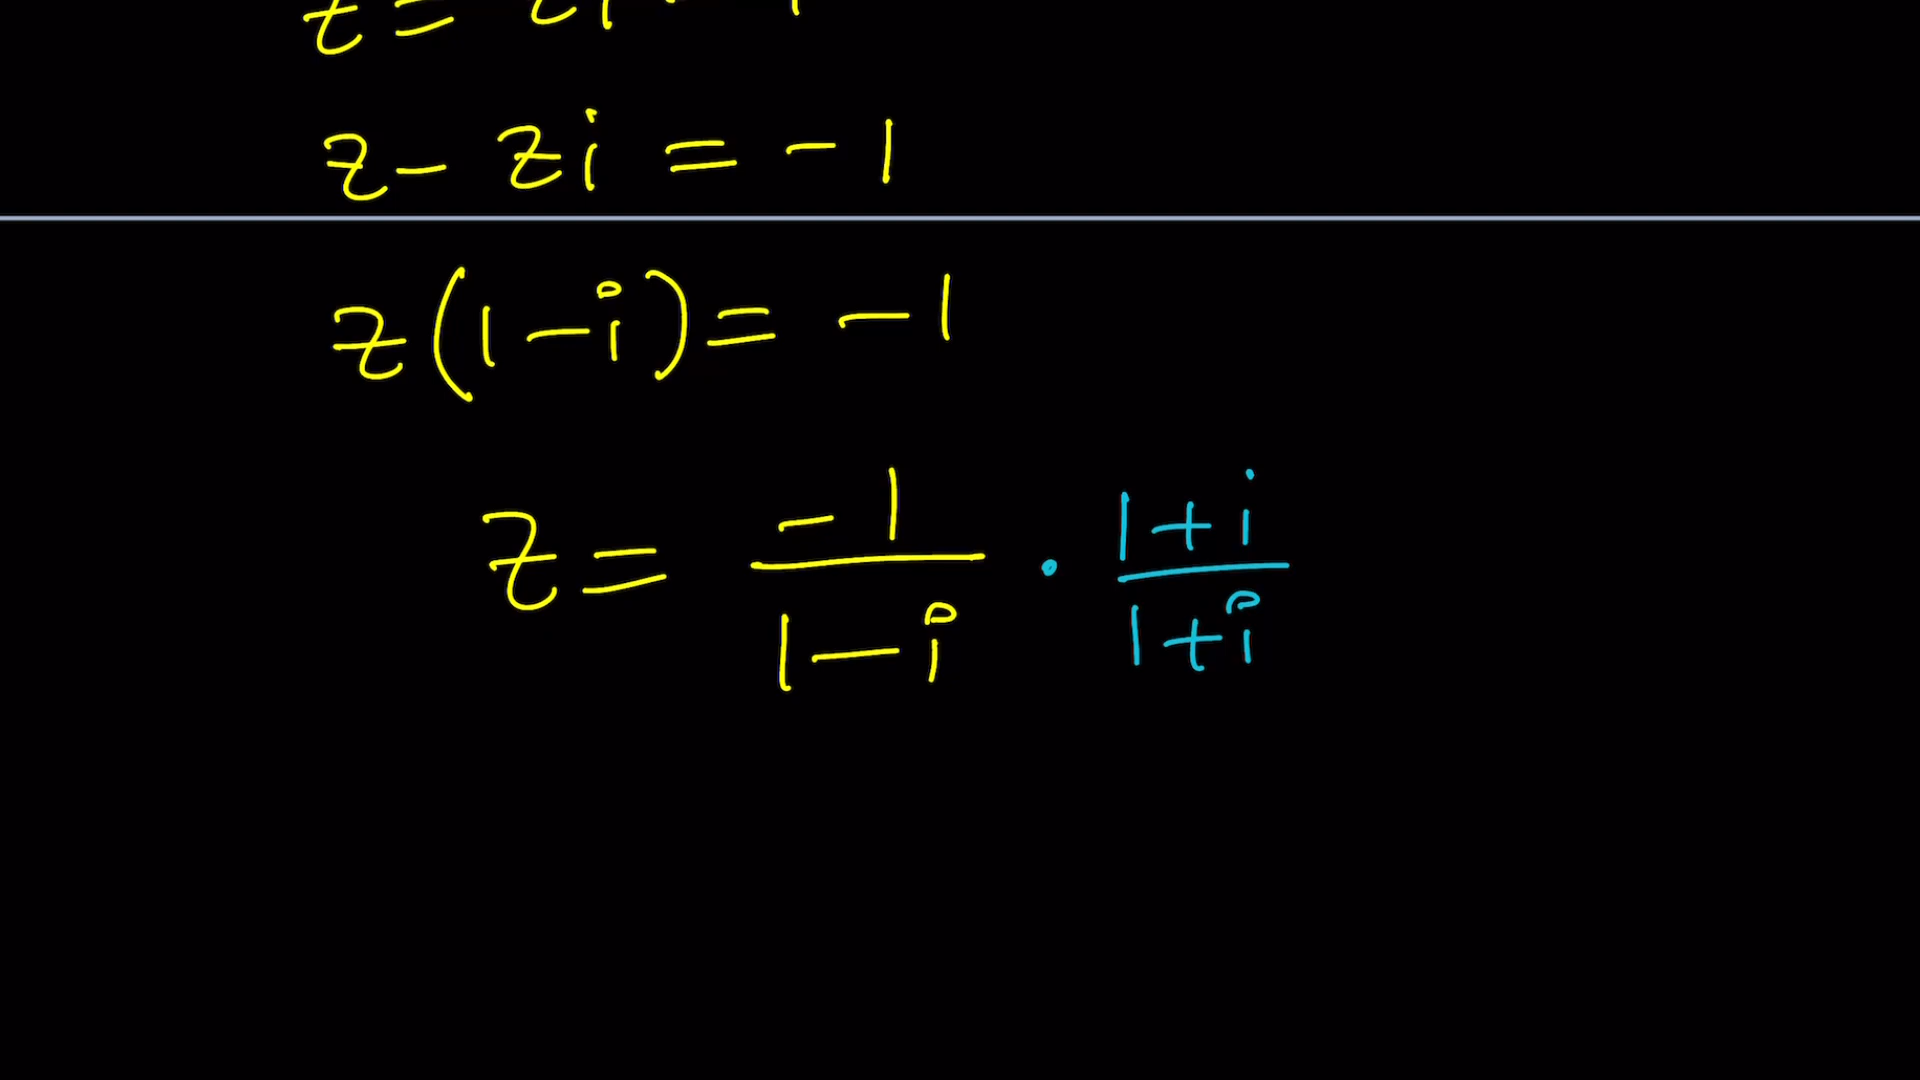 z - zi = -1
z(1-i) = -1
z = -1/(1-i) · (1+i)/(1+i)